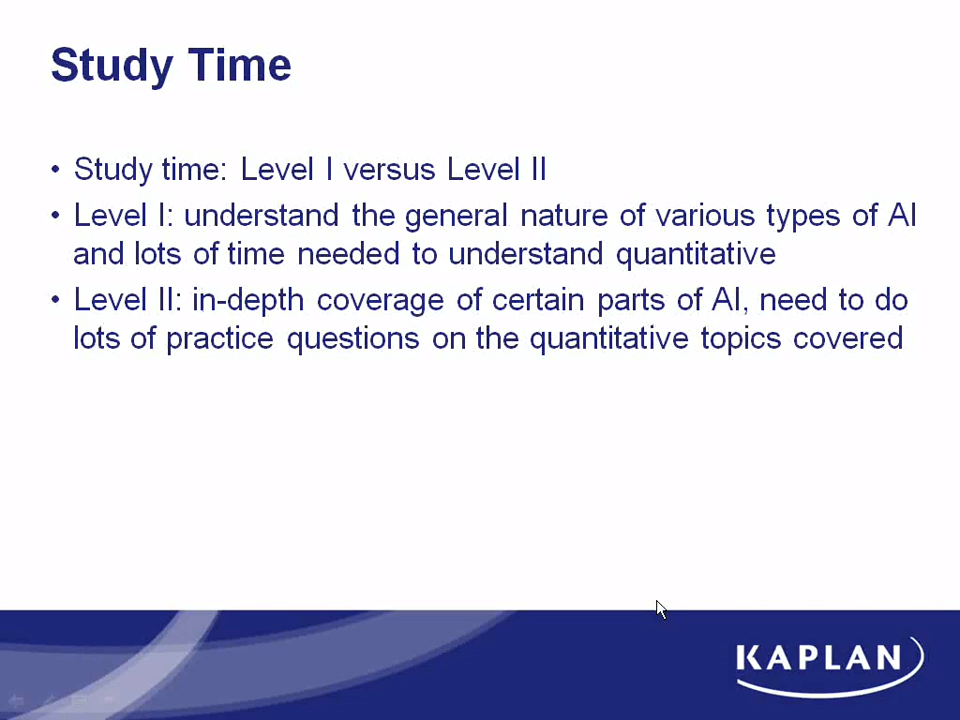 Study Time
• Study time: Level I versus Level II
• Level I: understand the general nature of various types of AI
and lots of time needed to understand quantitative
• Level II: in-depth coverage of certain parts of AI, need to do
lots of practice questions on the quantitative topics covered
KAPLAN